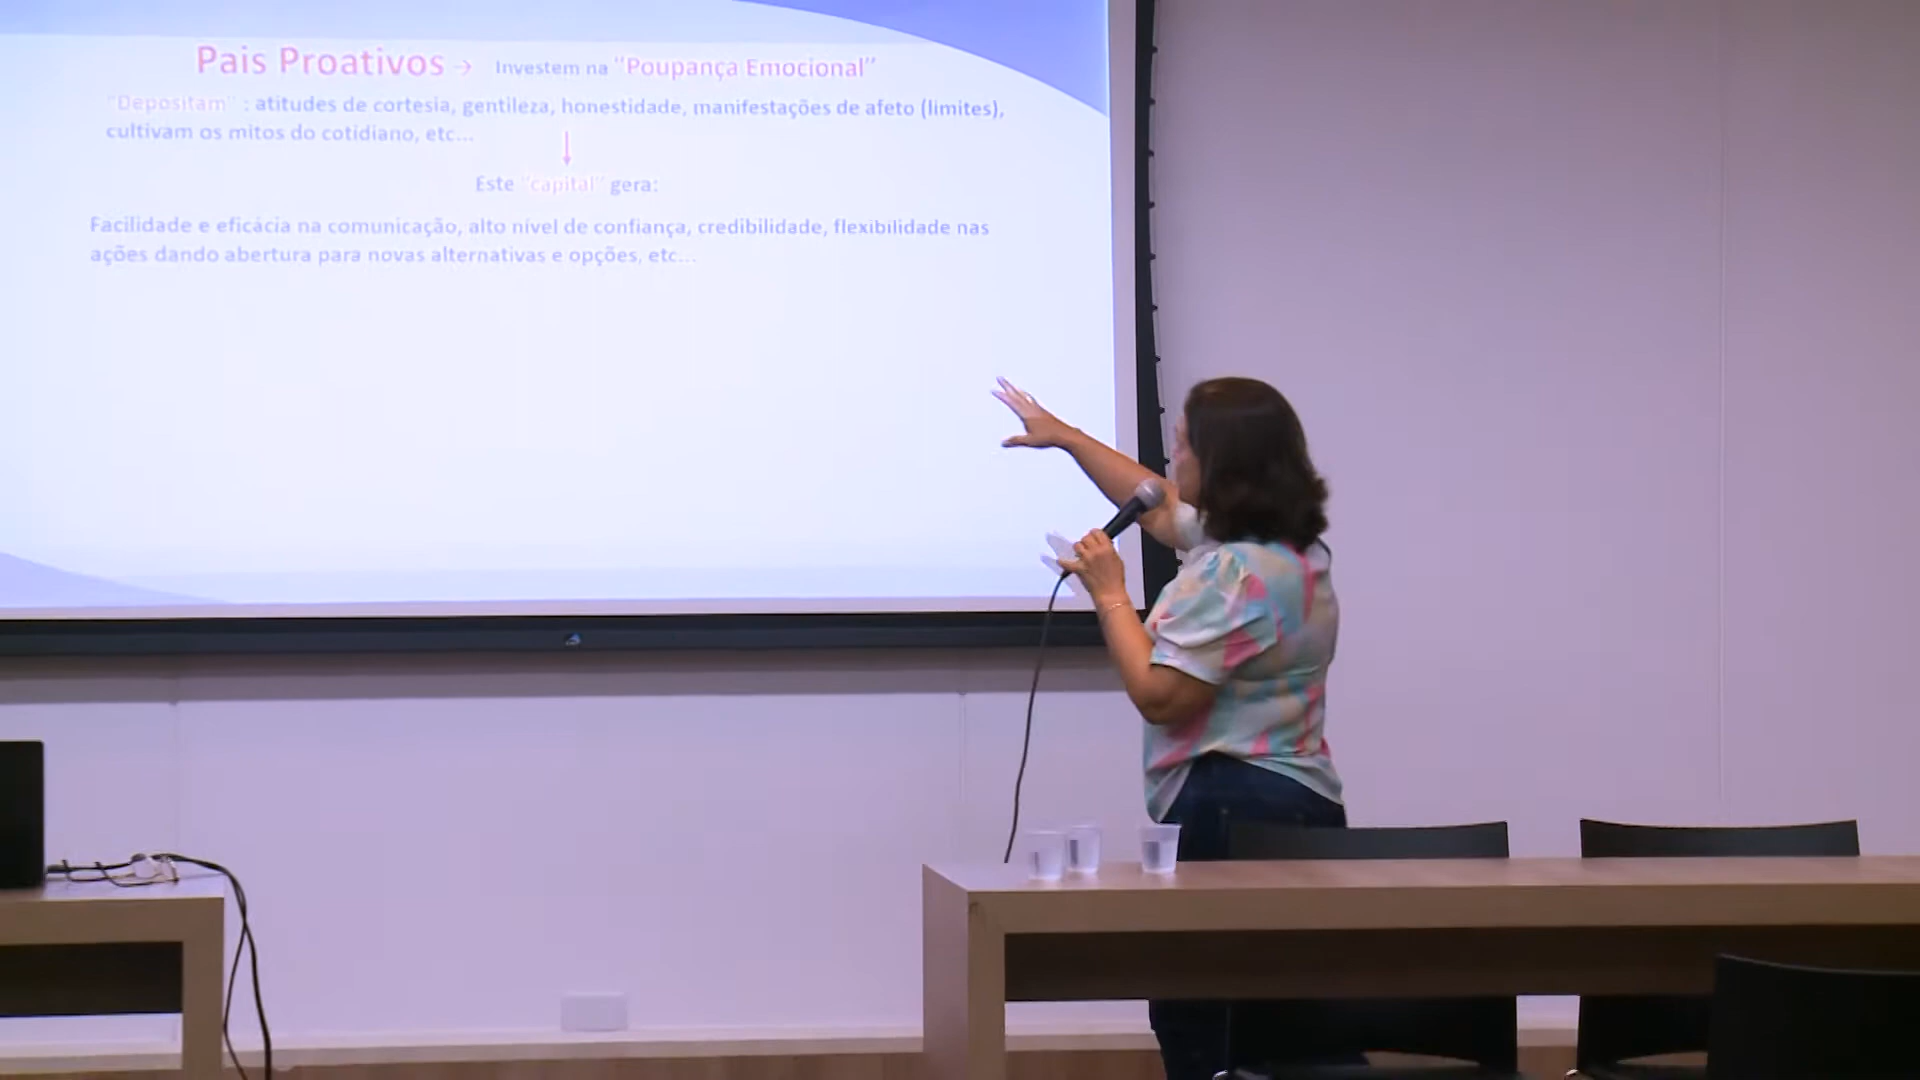 Pais Proativos → Investem na "Poupança Emocional"
"Depositam" : atitudes de cortesia, gentileza, honestidade, manifestações de afeto (limites),
cultivam os mitos do cotidiano, etc...
Este "capital" gera:
Facilidade e eficácia na comunicação, alto nível de confiança, credibilidade, flexibilidade nas
ações dando abertura para novas alternativas e opções, etc...